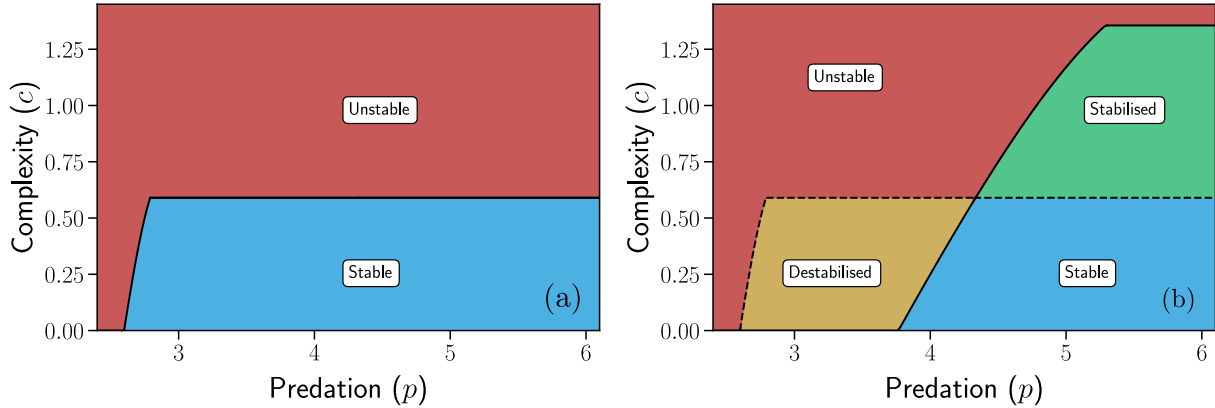 1.25
1.00
0.75
0.50
0.25
0.00
Complexity (c)
Unstable
Stable
(a)
3
4
5
6
Predation (p)
1.25
1.00
0.75
0.50
0.25
0.00
Complexity (c)
Unstable
Stabilised
Destabilised
Stable
(b)
3
4
5
6
Predation (p)